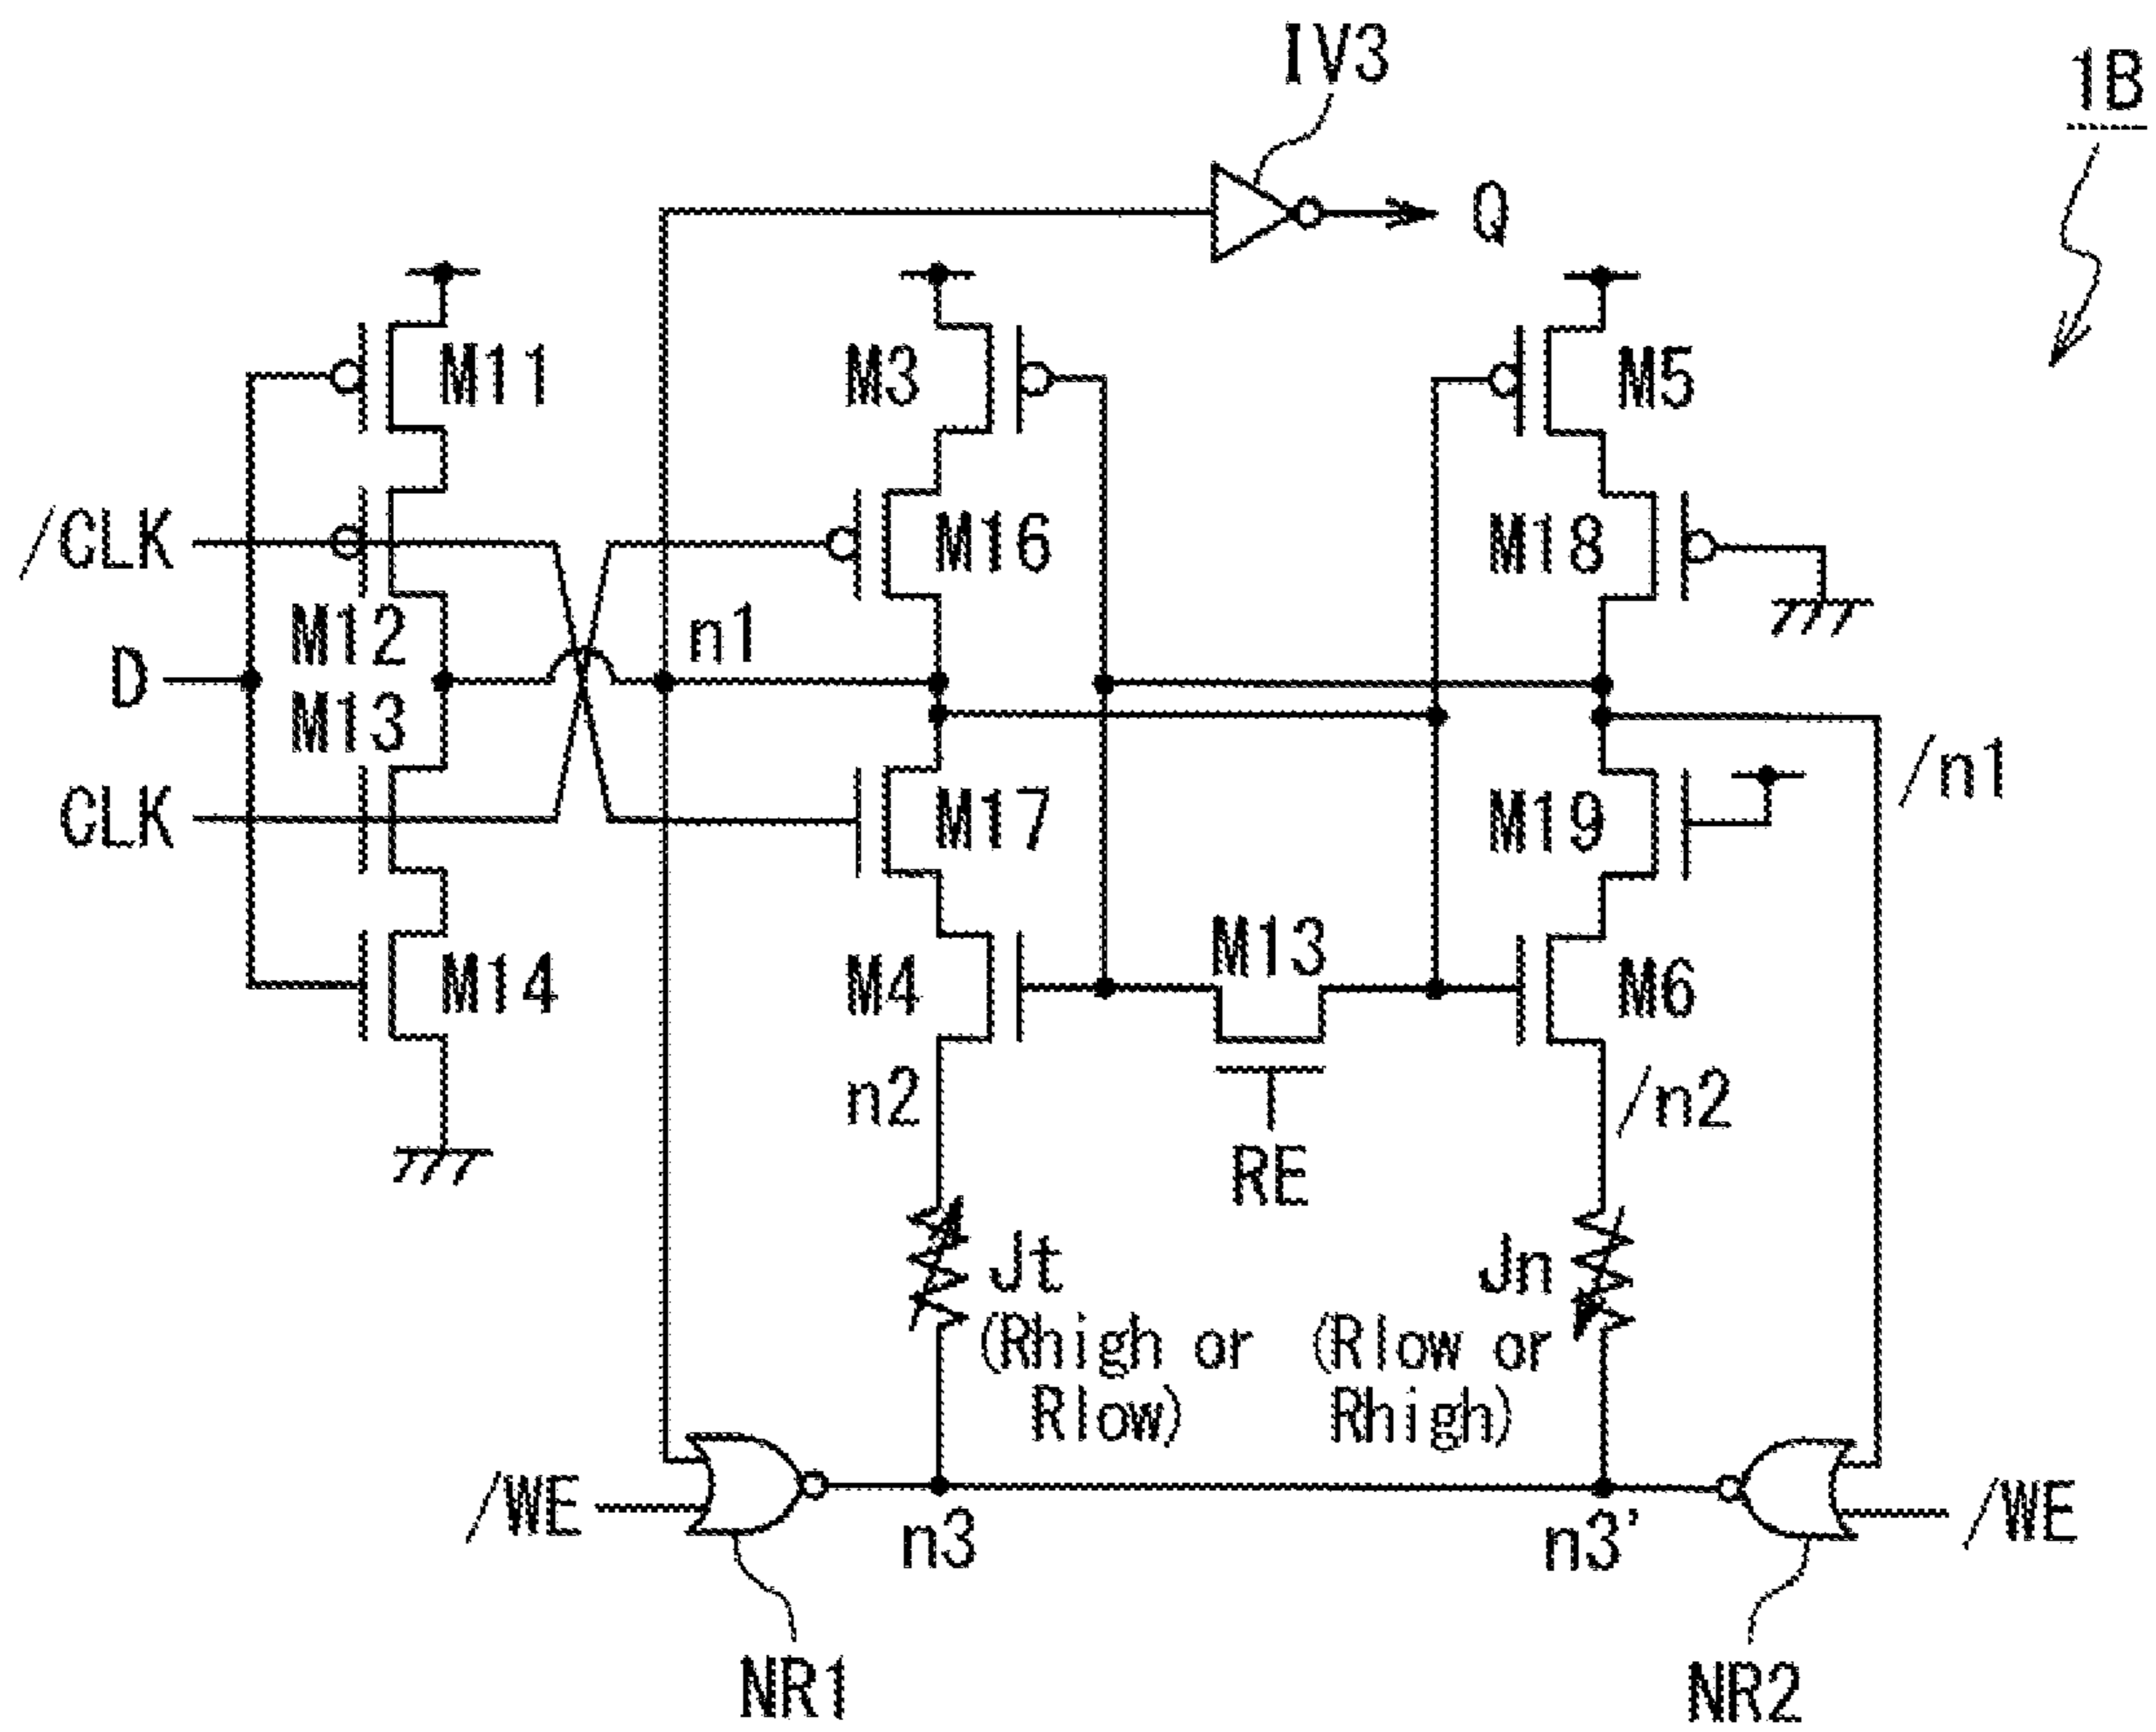 IV3
1B
Q
M11
M3
M5
/CLK
M16
M18
M12
n1
D
M13
/n1
CLK
M17
M19
M13
M14
M4
M6
n2
/n2
RE
Jt
Jn
(Rhigh or
Rlow)
(Rlow or
Rhigh)
/WE
n3
n3'
/WE
NR1
NR2